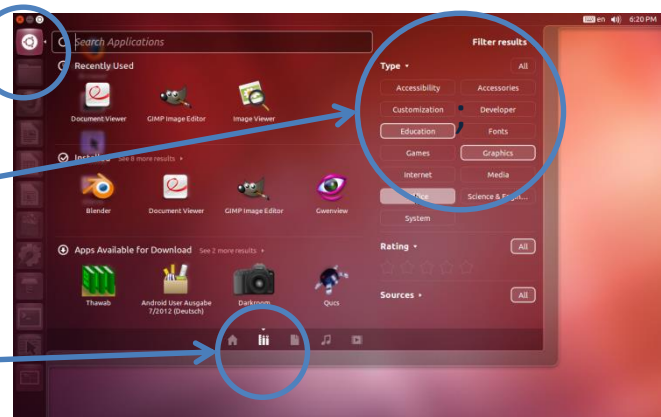 en 6:20 PM
Search Applications
Filter results
Recently Used
Type
All
Accessibility Accessories
Document Viewer GIMP Image Editor Image Viewer
Customization Developer
Education Fonts
Installed See 8 more results
Games Graphics
Internet Media
Science & Engi...
Blender Document Viewer GIMP Image Editor Gwenview
System
Apps Available for Download See 2 more results
Rating All
Thawab Android User Ausgabe 7/2012 (Deutsch) Darkroom Qucs
Sources All